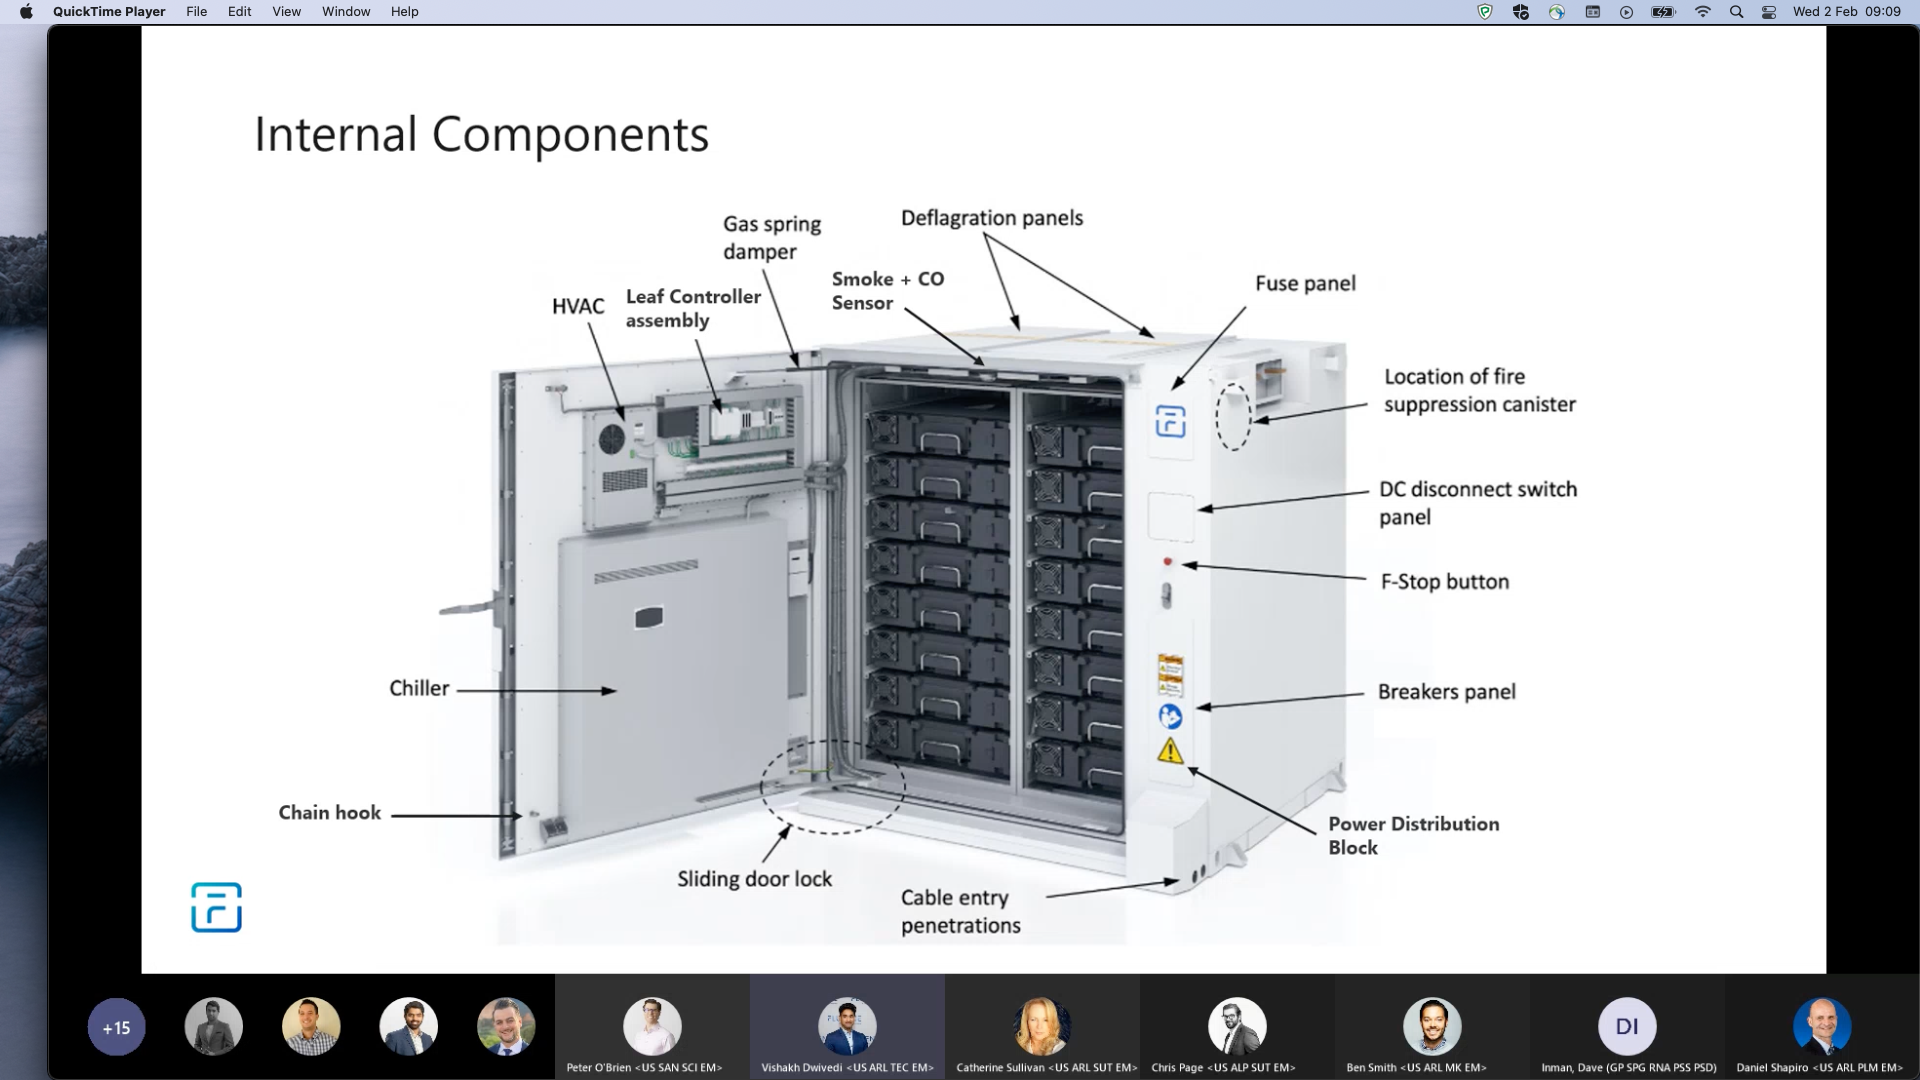 QuickTime Player File Edit View Window Help Wed 2 Feb 09:09
Internal Components
Gas spring
damper
Deflagration panels
Smoke + CO
Sensor
Fuse panel
HVAC
Leaf Controller
assembly
Location of fire
suppression canister
DC disconnect switch
panel
F-Stop button
Chiller
Breakers panel
Chain hook
Power Distribution
Block
Sliding door lock
Cable entry
penetrations
+15
DI
Peter O'Brien <US SAN SCI EM>
Vishakh Dwivedi <US ARL TEC EM>
Catherine Sullivan <US ARL SUT EM>
Chris Page <US ALP SUT EM>
Ben Smith <US ARL MK EM>
Inman, Dave (GP SPG RNA PSS PSD)
Daniel Shapiro <US ARL PLM EM>